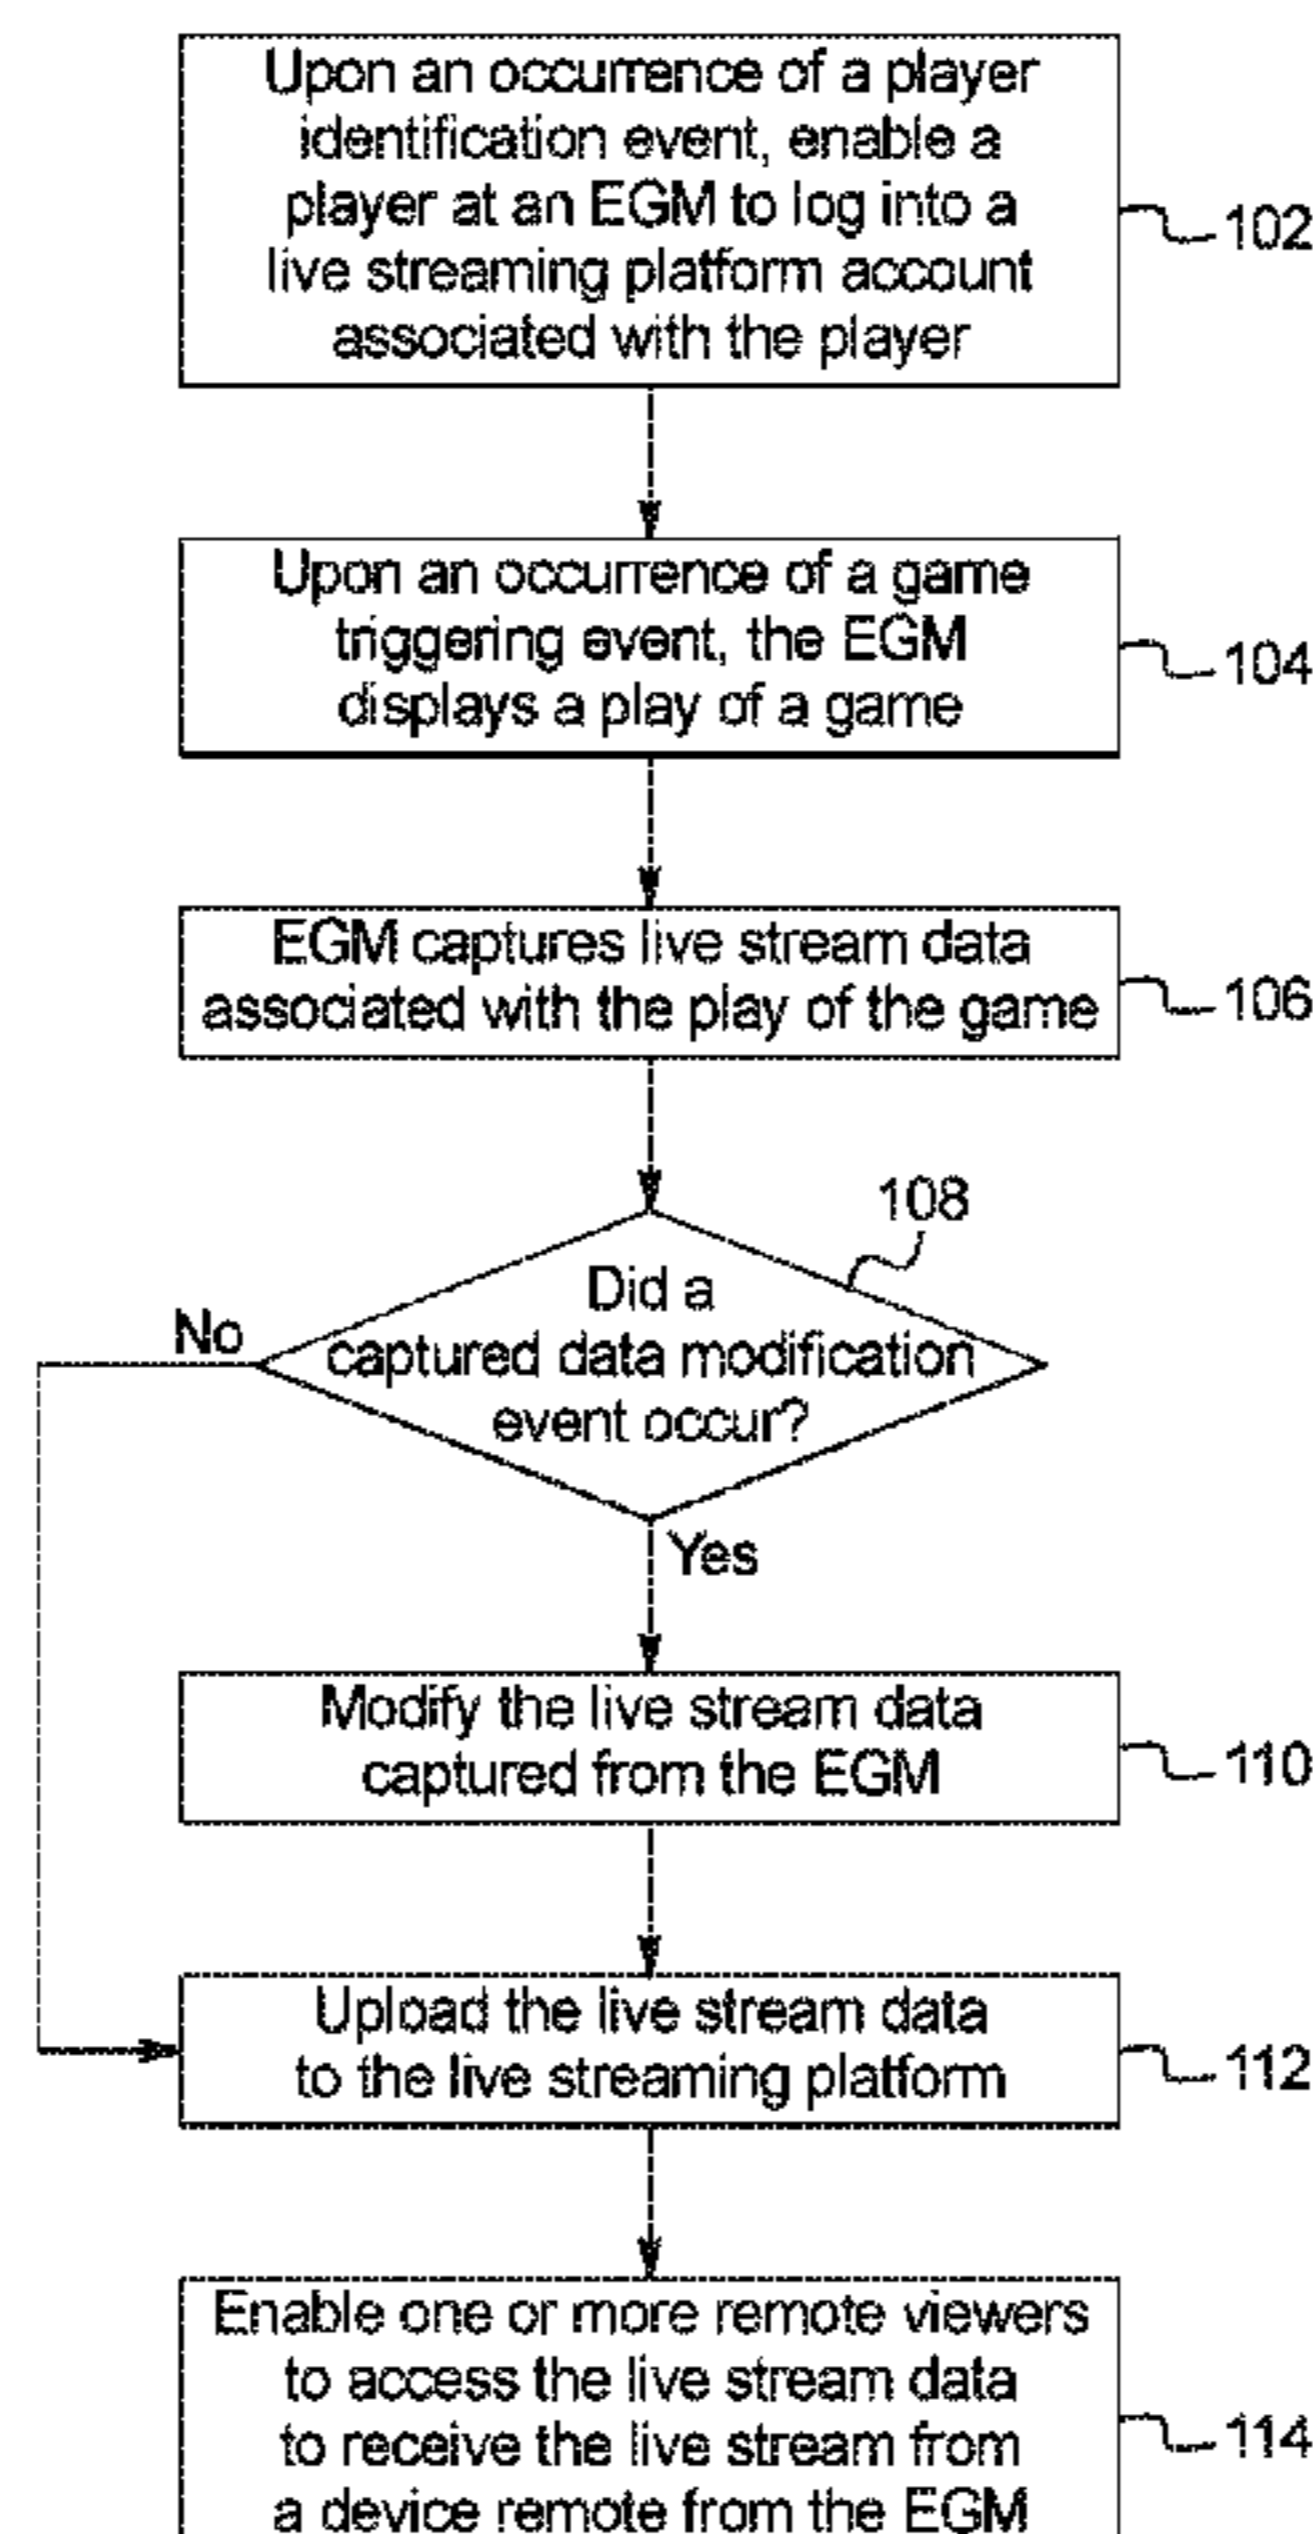 Upon an occurrence of a player
identification event, enable a
player at an EGM to log into a
live streaming platform account
associated with the player
102
Upon an occurrence of a game
triggering event, the EGM
displays a play of a game
104
EGM captures live stream data
associated with the play of the game
106
108
Did a
captured data modification
event occur?
No
Yes
Modify the live stream data
captured from the EGM
110
Upload the live stream data
to the live streaming platform
112
Enable one or more remote viewers
to access the live stream data
to receive the live stream from
a device remote from the EGM
114